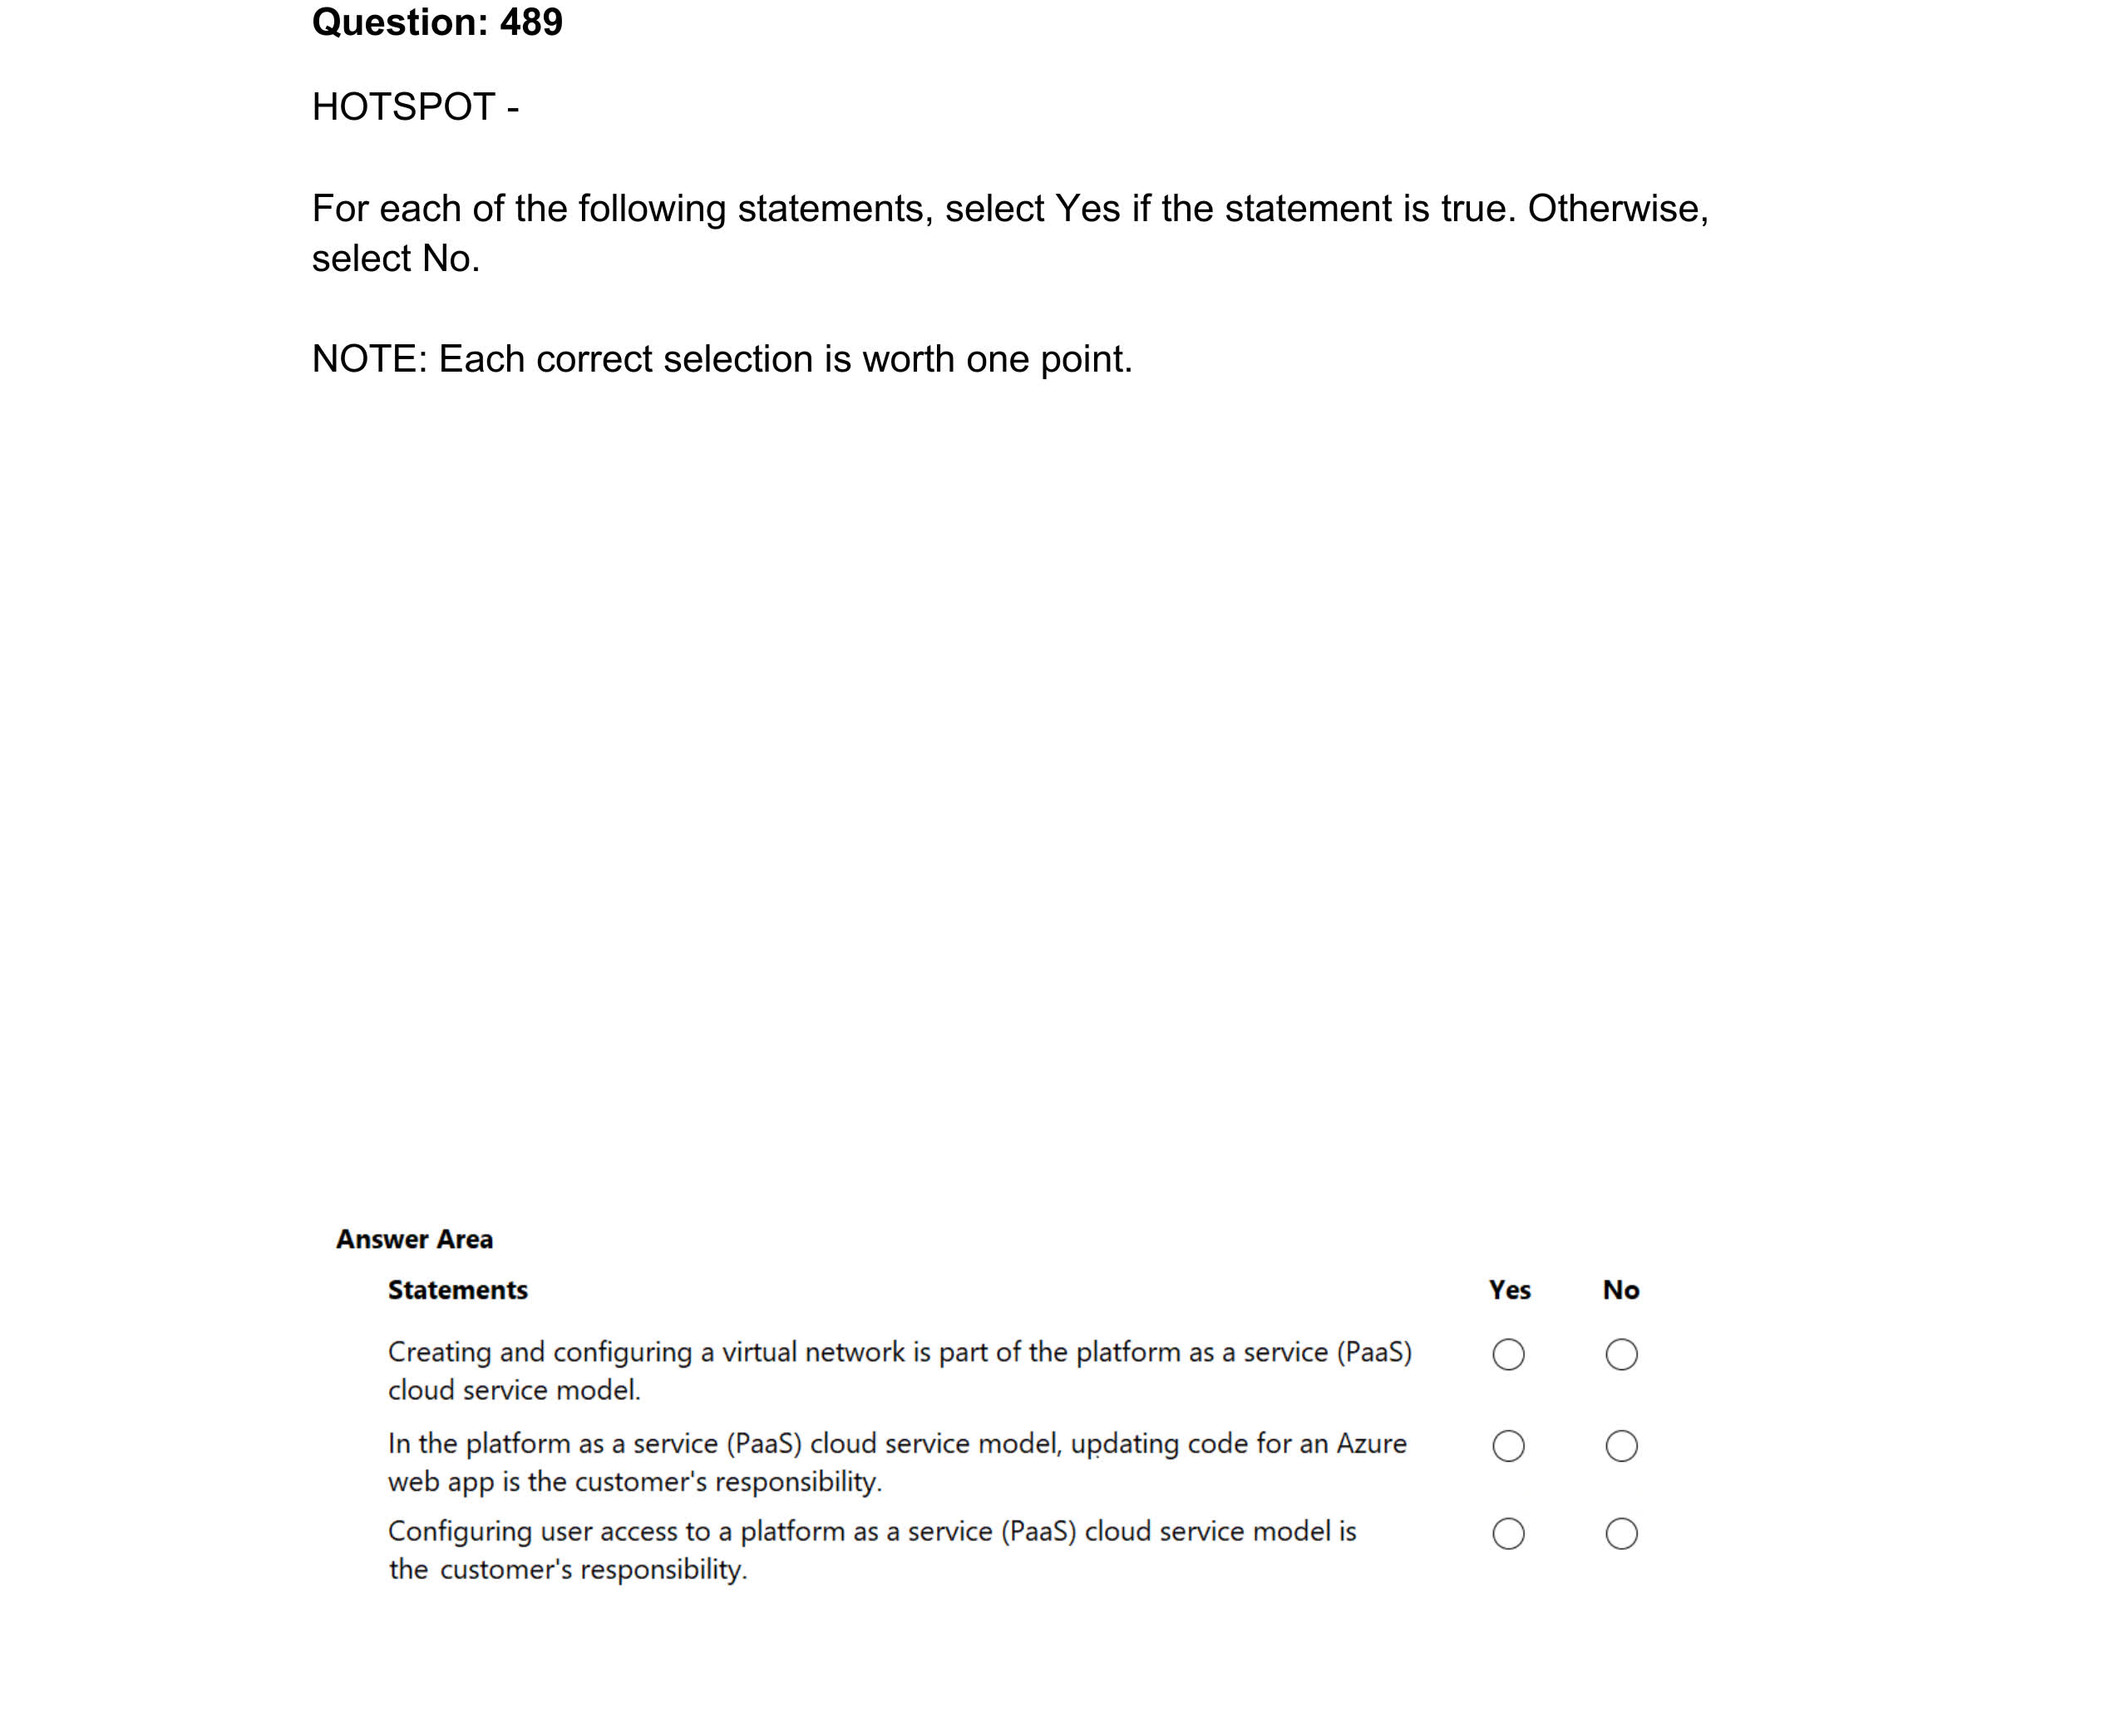 Question: 489
HOTSPOT -
For each of the following statements, select Yes if the statement is true. Otherwise,
select No.
NOTE: Each correct selection is worth one point.
Answer Area
Statements Yes No
Creating and configuring a virtual network is part of the platform as a service (PaaS)
cloud service model.
In the platform as a service (PaaS) cloud service model, updating code for an Azure
web app is the customer's responsibility.
Configuring user access to a platform as a service (PaaS) cloud service model is
the customer's responsibility.